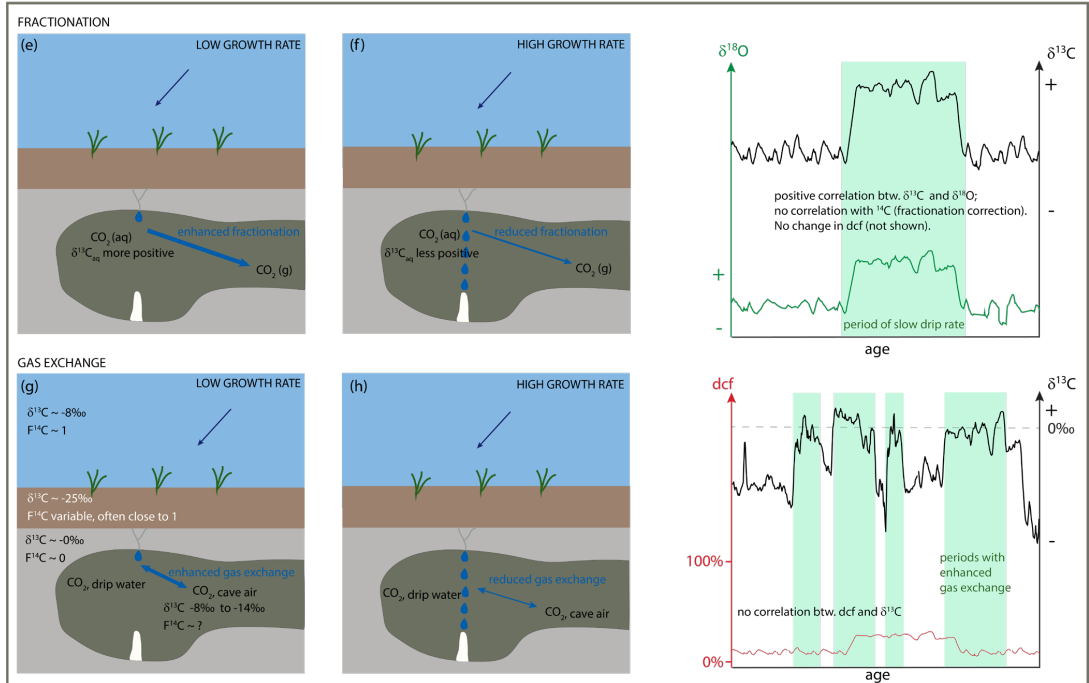 FRACTIONATION
(e)
LOW GROWTH RATE
CO₂ (aq)
enhanced fractionation
δ¹³Cₐq more positive
CO₂ (g)
(f)
HIGH GROWTH RATE
CO₂ (aq)
reduced fractionation
δ¹³Cₐq less positive
CO₂ (g)
δ¹⁸O
δ¹³C
+
-
positive correlation btw. δ¹³C and δ¹⁸O;
no correlation with ¹⁴C (fractionation correction).
No change in dcf (not shown).
+
-
period of slow drip rate
age
GAS EXCHANGE
(g)
LOW GROWTH RATE
δ¹³C ~ -8‰
F¹⁴C ~ 1
δ¹³C ~ -25‰
F¹⁴C variable, often close to 1
δ¹³C ~ -0‰
F¹⁴C ~ 0
enhanced gas exchange
CO₂, drip water
CO₂, cave air
δ¹³C -8‰ to -14‰
F¹⁴C ~ ?
(h)
HIGH GROWTH RATE
CO₂, drip water
reduced gas exchange
CO₂, cave air
dcf
δ¹³C
+
0‰
-
100%
periods with
enhanced
gas exchange
no correlation btw. dcf and δ¹³C
0%
age